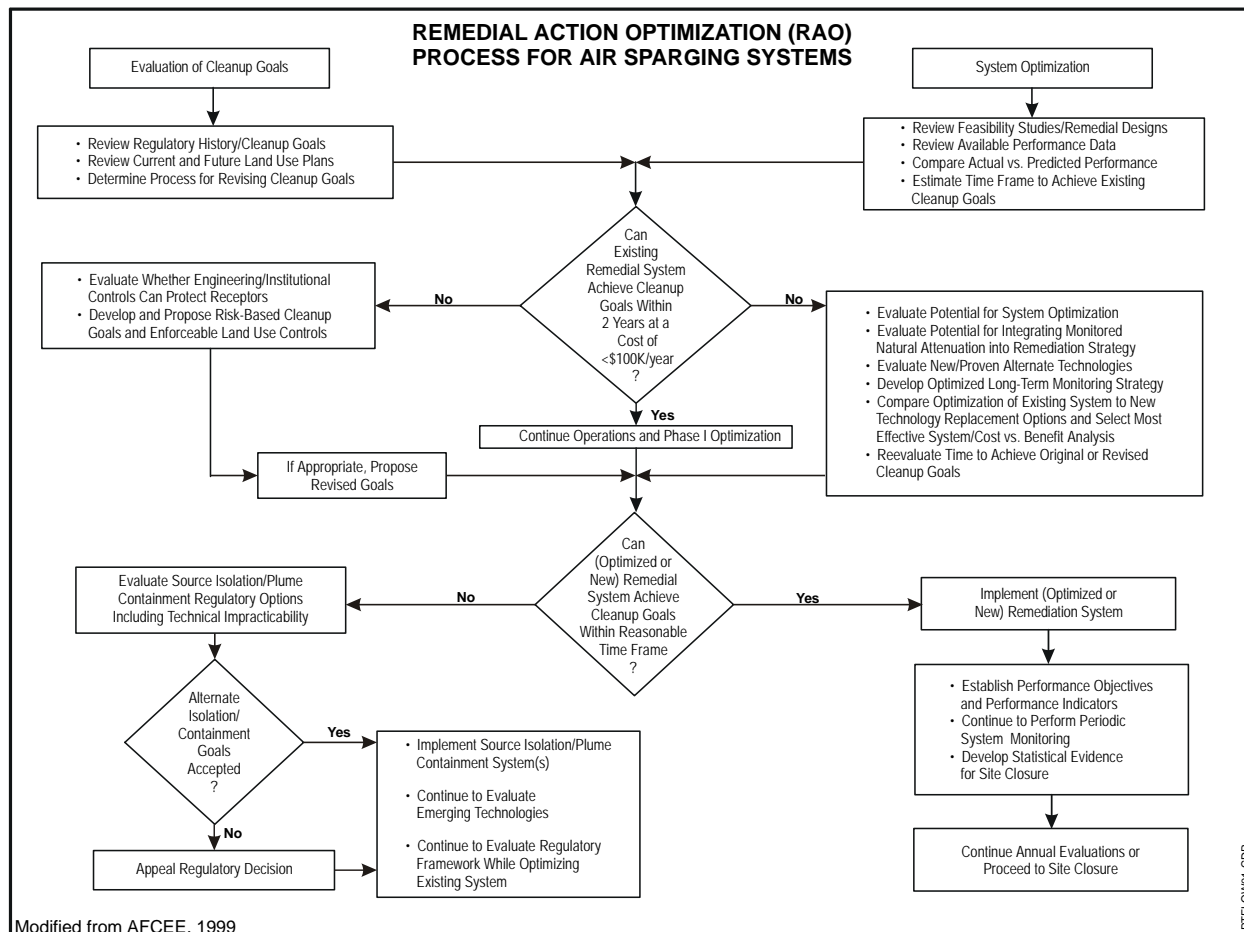 REMEDIAL ACTION OPTIMIZATION (RAO)
PROCESS FOR AIR SPARGING SYSTEMS
Evaluation of Cleanup Goals
System Optimization
• Review Regulatory History/Cleanup Goals
• Review Current and Future Land Use Plans
• Determine Process for Revising Cleanup Goals
• Review Feasibility Studies/Remedial Designs
• Review Available Performance Data
• Compare Actual vs. Predicted Performance
• Estimate Time Frame to Achieve Existing
Cleanup Goals
Can
Existing
Remedial System
Achieve Cleanup
Goals Within
2 Years at a
Cost of
<$100K/year
?
No
No
Yes
• Evaluate Whether Engineering/Institutional
Controls Can Protect Receptors
• Develop and Propose Risk-Based Cleanup
Goals and Enforceable Land Use Controls
• Evaluate Potential for System Optimization
• Evaluate Potential for Integrating Monitored
Natural Attenuation into Remediation Strategy
• Evaluate New/Proven Alternate Technologies
• Develop Optimized Long-Term Monitoring Strategy
• Compare Optimization of Existing System to New
Technology Replacement Options and Select Most
Effective System/Cost vs. Benefit Analysis
• Reevaluate Time to Achieve Original or Revised
Cleanup Goals
Continue Operations and Phase I Optimization
If Appropriate, Propose
Revised Goals
Can
(Optimized or
New) Remedial
System Achieve
Cleanup Goals
Within Reasonable
Time Frame
?
No
Yes
Evaluate Source Isolation/Plume
Containment Regulatory Options
Including Technical Impracticability
Implement (Optimized or
New) Remediation System
Alternate
Isolation/
Containment
Goals
Accepted
?
Yes
No
• Implement Source Isolation/Plume
Containment System(s)
• Continue to Evaluate
Emerging Technologies
• Continue to Evaluate Regulatory
Framework While Optimizing
Existing System
Appeal Regulatory Decision
• Establish Performance Objectives
and Performance Indicators
• Continue to Perform Periodic
System Monitoring
• Develop Statistical Evidence
for Site Closure
Continue Annual Evaluations or
Proceed to Site Closure
Modified from AFCEE, 1999